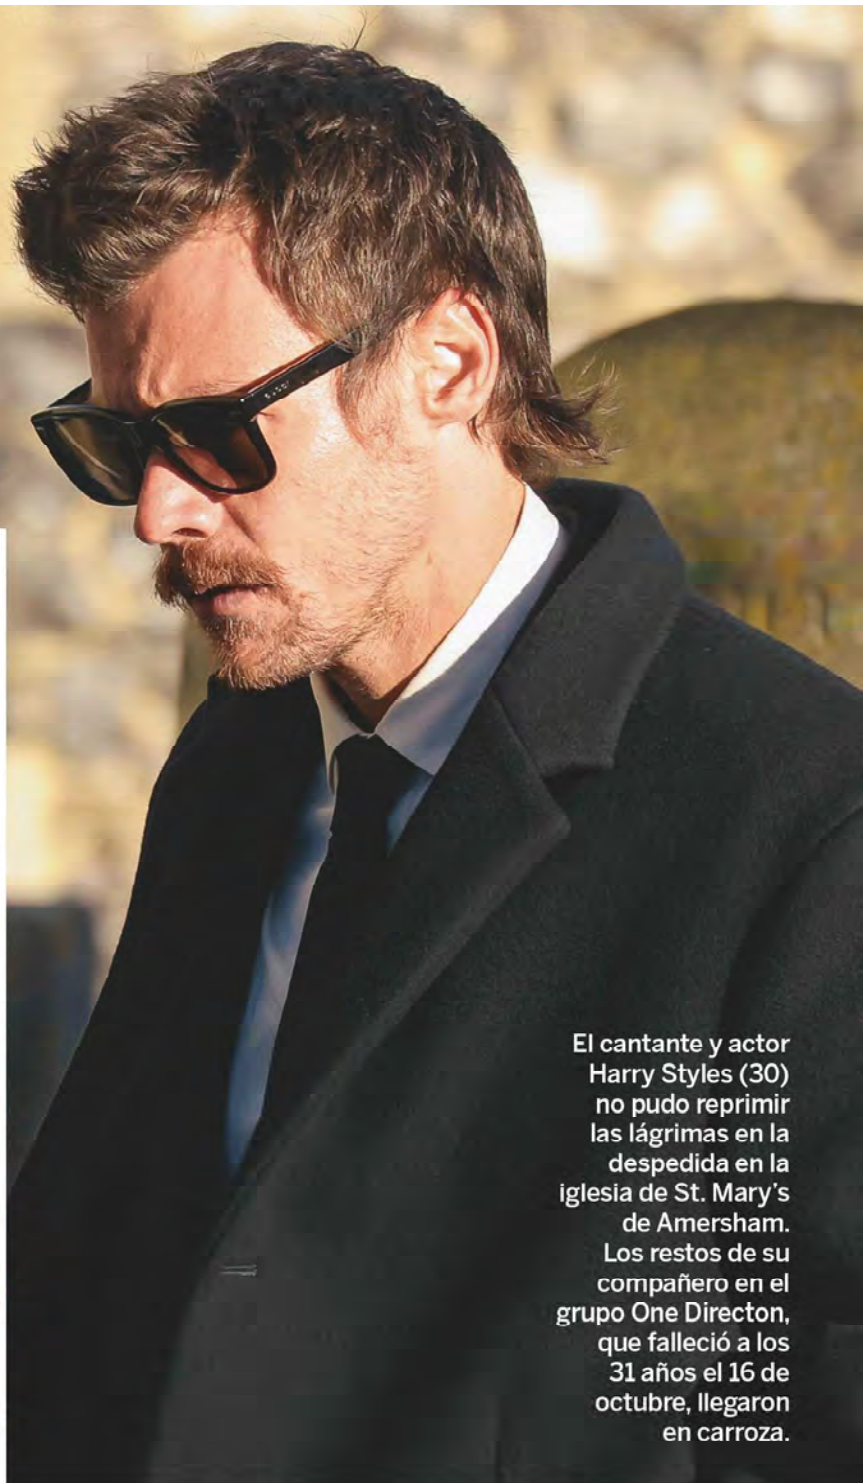 GUCCI
El cantante y actor
Harry Styles (30)
no pudo reprimir
las lágrimas en la
despedida en la
iglesia de St. Mary's
de Amersham.
Los restos de su
compañero en el
grupo One Directon,
que falleció a los
31 años el 16 de
octubre, llegaron
en carroza.